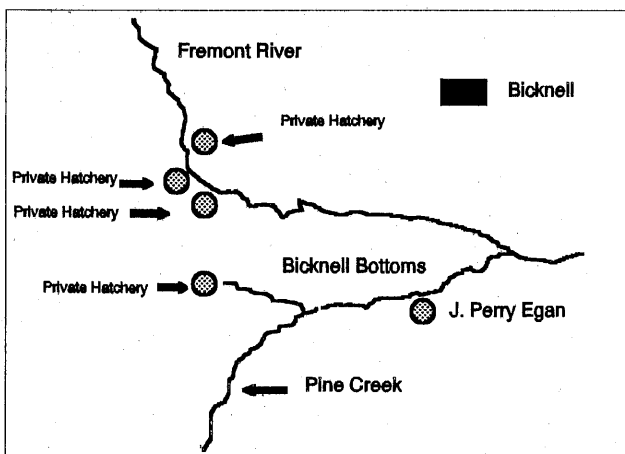 Fremont River
Bicknell
Private Hatchery
Private Hatchery
Private Hatchery
Bicknell Bottoms
Private Hatchery
J. Perry Egan
Pine Creek